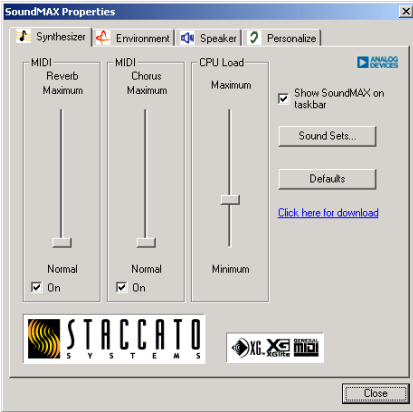 SoundMAX Properties
Synthesizer
Environment
Speaker
Personalize
MIDI
Reverb
Maximum
Normal
On
MIDI
Chorus
Maximum
Normal
On
CPU Load
Maximum
Minimum
ANALOG
DEVICES
Show SoundMAX on
taskbar
Sound Sets...
Defaults
Click here for download
STACCATO
SYSTEMS
XG
XG
XGlite
GENERAL
MIDI
Close